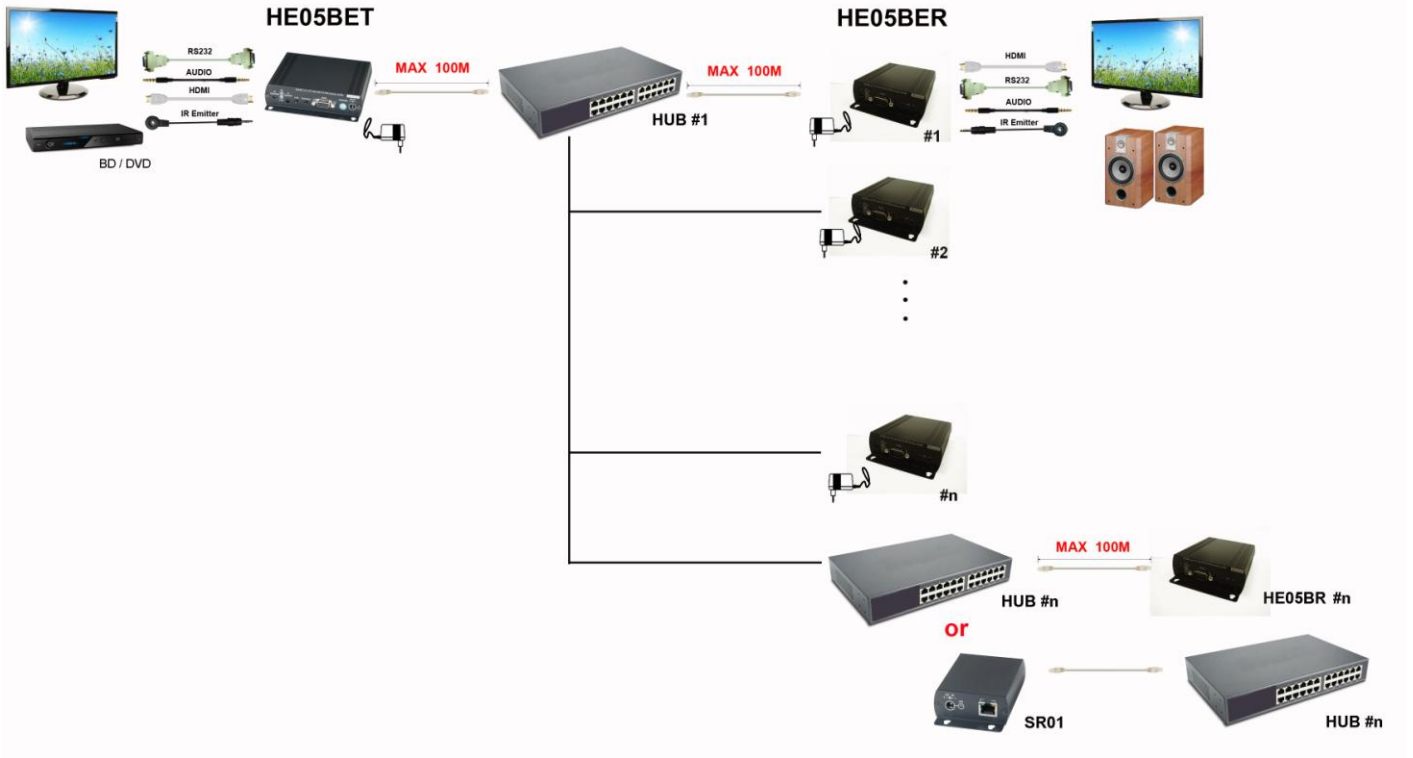 HE05BET
HE05BER
RS232
AUDIO
HDMI
IR Emitter
BD / DVD
MAX 100M
HUB #1
MAX 100M
#1
HDMI
RS232
AUDIO
IR Emitter
#2
#n
HUB #n
MAX 100M
HE05BR #n
or
SR01
HUB #n